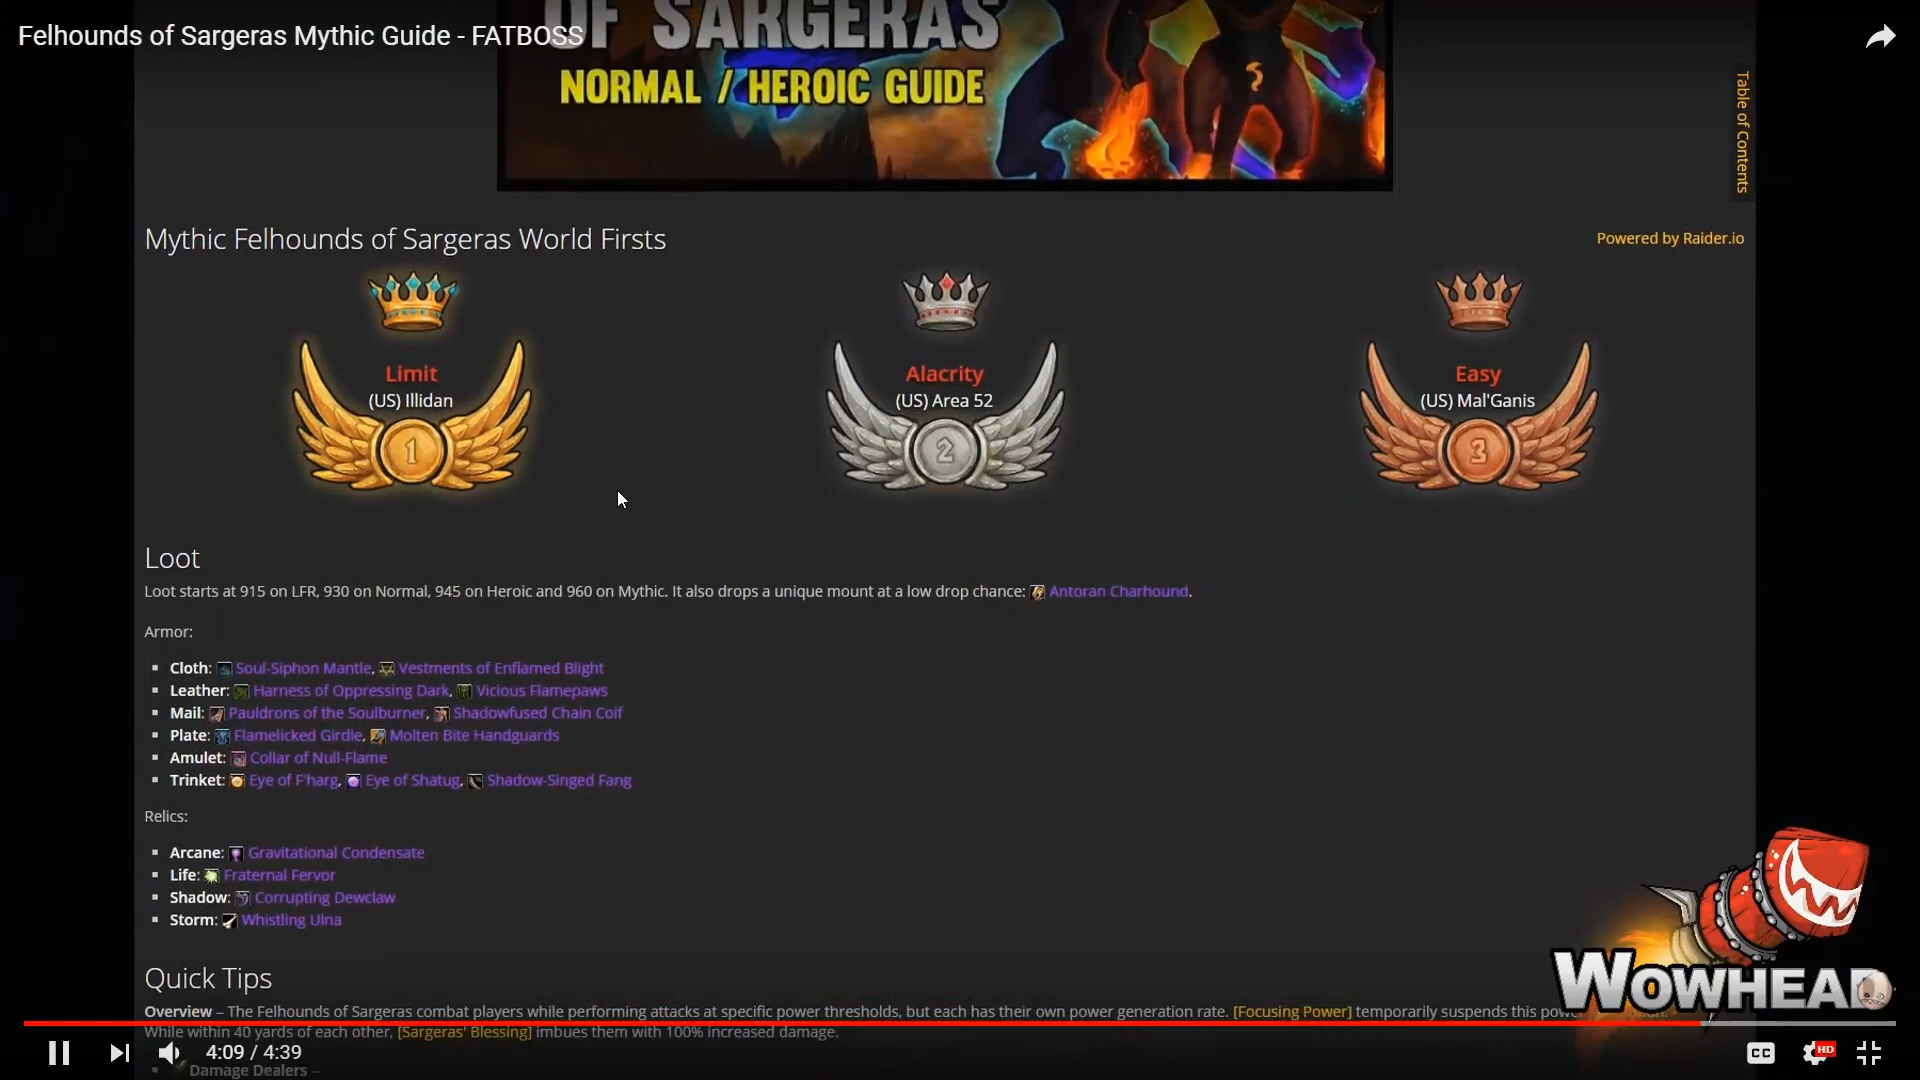 Felhounds of Sargeras Mythic Guide - FATBOSS
OF SARGERAS
NORMAL / HEROIC GUIDE
Table of Contents
Mythic Felhounds of Sargeras World Firsts
Powered by Raider.io
Limit
(US) Illidan
1
Alacrity
(US) Area 52
2
Easy
(US) Mal'Ganis
3
Loot
Loot starts at 915 on LFR, 930 on Normal, 945 on Heroic and 960 on Mythic. It also drops a unique mount at a low drop chance: Antoran Charhound.
Armor:
Cloth: Soul-Siphon Mantle, Vestments of Enflamed Blight
Leather: Harness of Oppressing Dark, Vicious Flamepaws
Mail: Pauldrons of the Soulburner, Shadowfused Chain Coif
Plate: Flamelicked Girdle, Molten Bite Handguards
Amulet: Collar of Null-Flame
Trinket: Eye of F'harg, Eye of Shatug, Shadow-Singed Fang
Relics:
Arcane: Gravitational Condensate
Life: Fraternal Fervor
Shadow: Corrupting Dewclaw
Storm: Whistling Ulna
WOWHEAD
Quick Tips
Overview – The Felhounds of Sargeras combat players while performing attacks at specific power thresholds, but each has their own power generation rate. [Focusing Power] temporarily suspends this
While within 40 yards of each other, [Sargeras' Blessing] imbues them with 100% increased damage.
4:09 / 4:39
CC
HD
Damage Dealers –